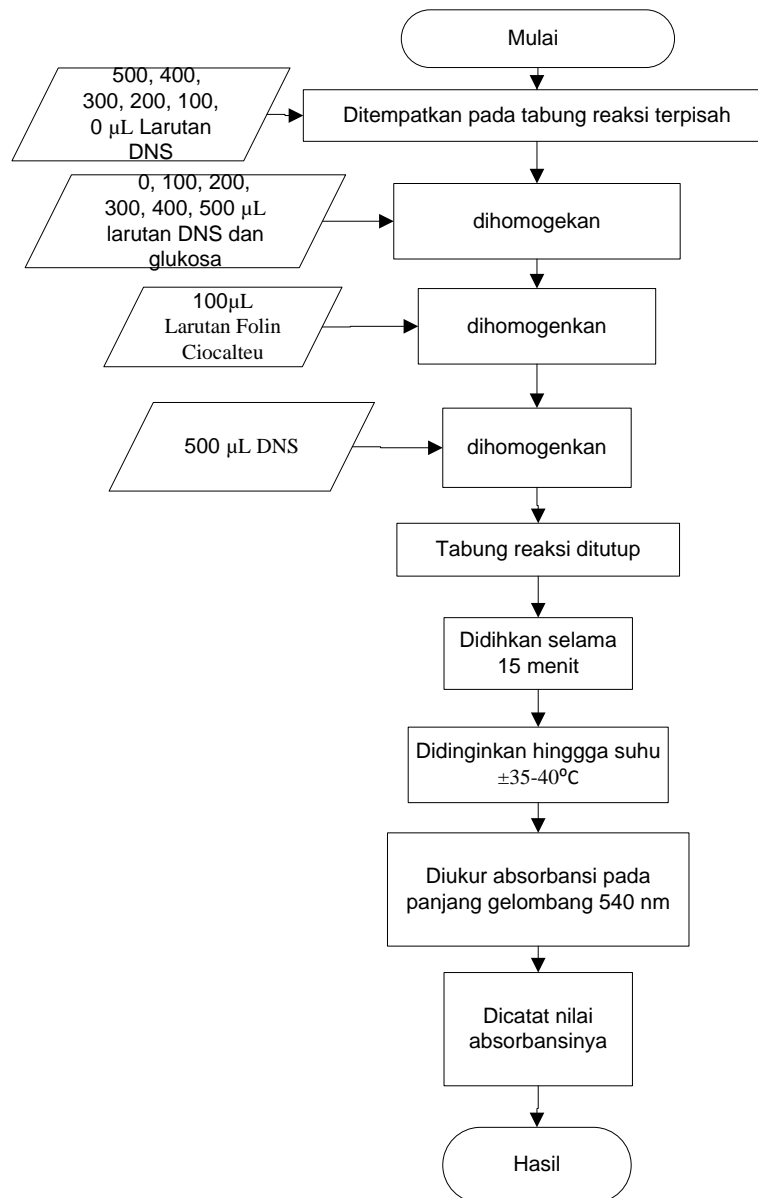 Mulai
500, 400,
300, 200, 100,
0 μL Larutan
DNS
Ditempatkan pada tabung reaksi terpisah
0, 100, 200,
300, 400, 500 μL
larutan DNS dan
glukosa
dihomogekan
100μL
Larutan Folin
Ciocalteu
dihomogenkan
500 μL DNS
dihomogenkan
Tabung reaksi ditutup
Didihkan selama
15 menit
Didinginkan hinggga suhu
±35-40⁰C
Diukur absorbansi pada
panjang gelombang 540 nm
Dicatat nilai
absorbansinya
Hasil